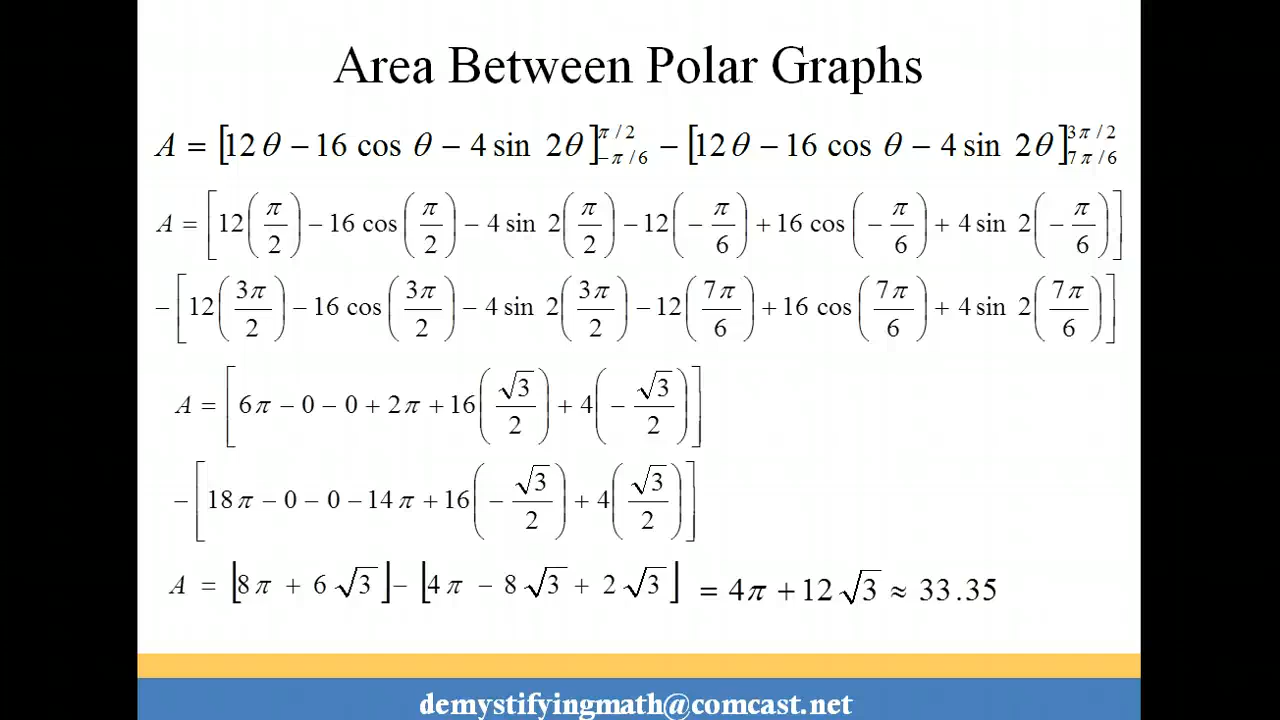 Area Between Polar Graphs
A = [12θ − 16 cos θ − 4 sin 2θ]_{−π/6}^{π/2} − [12θ − 16 cos θ − 4 sin 2θ]_{7π/6}^{3π/2}
A = [12(π/2) − 16 cos(π/2) − 4 sin 2(π/2) − 12(−π/6) + 16 cos(−π/6) + 4 sin 2(−π/6)]
− [12(3π/2) − 16 cos(3π/2) − 4 sin 2(3π/2) − 12(7π/6) + 16 cos(7π/6) + 4 sin 2(7π/6)]
A = [6π − 0 − 0 + 2π + 16(√3/2) + 4(−√3/2)]
− [18π − 0 − 0 − 14π + 16(−√3/2) + 4(√3/2)]
A = ⌊8π + 6√3⌋ − ⌊4π − 8√3 + 2√3⌋ = 4π + 12√3 ≈ 33.35
demystifyingmath@comcast.net